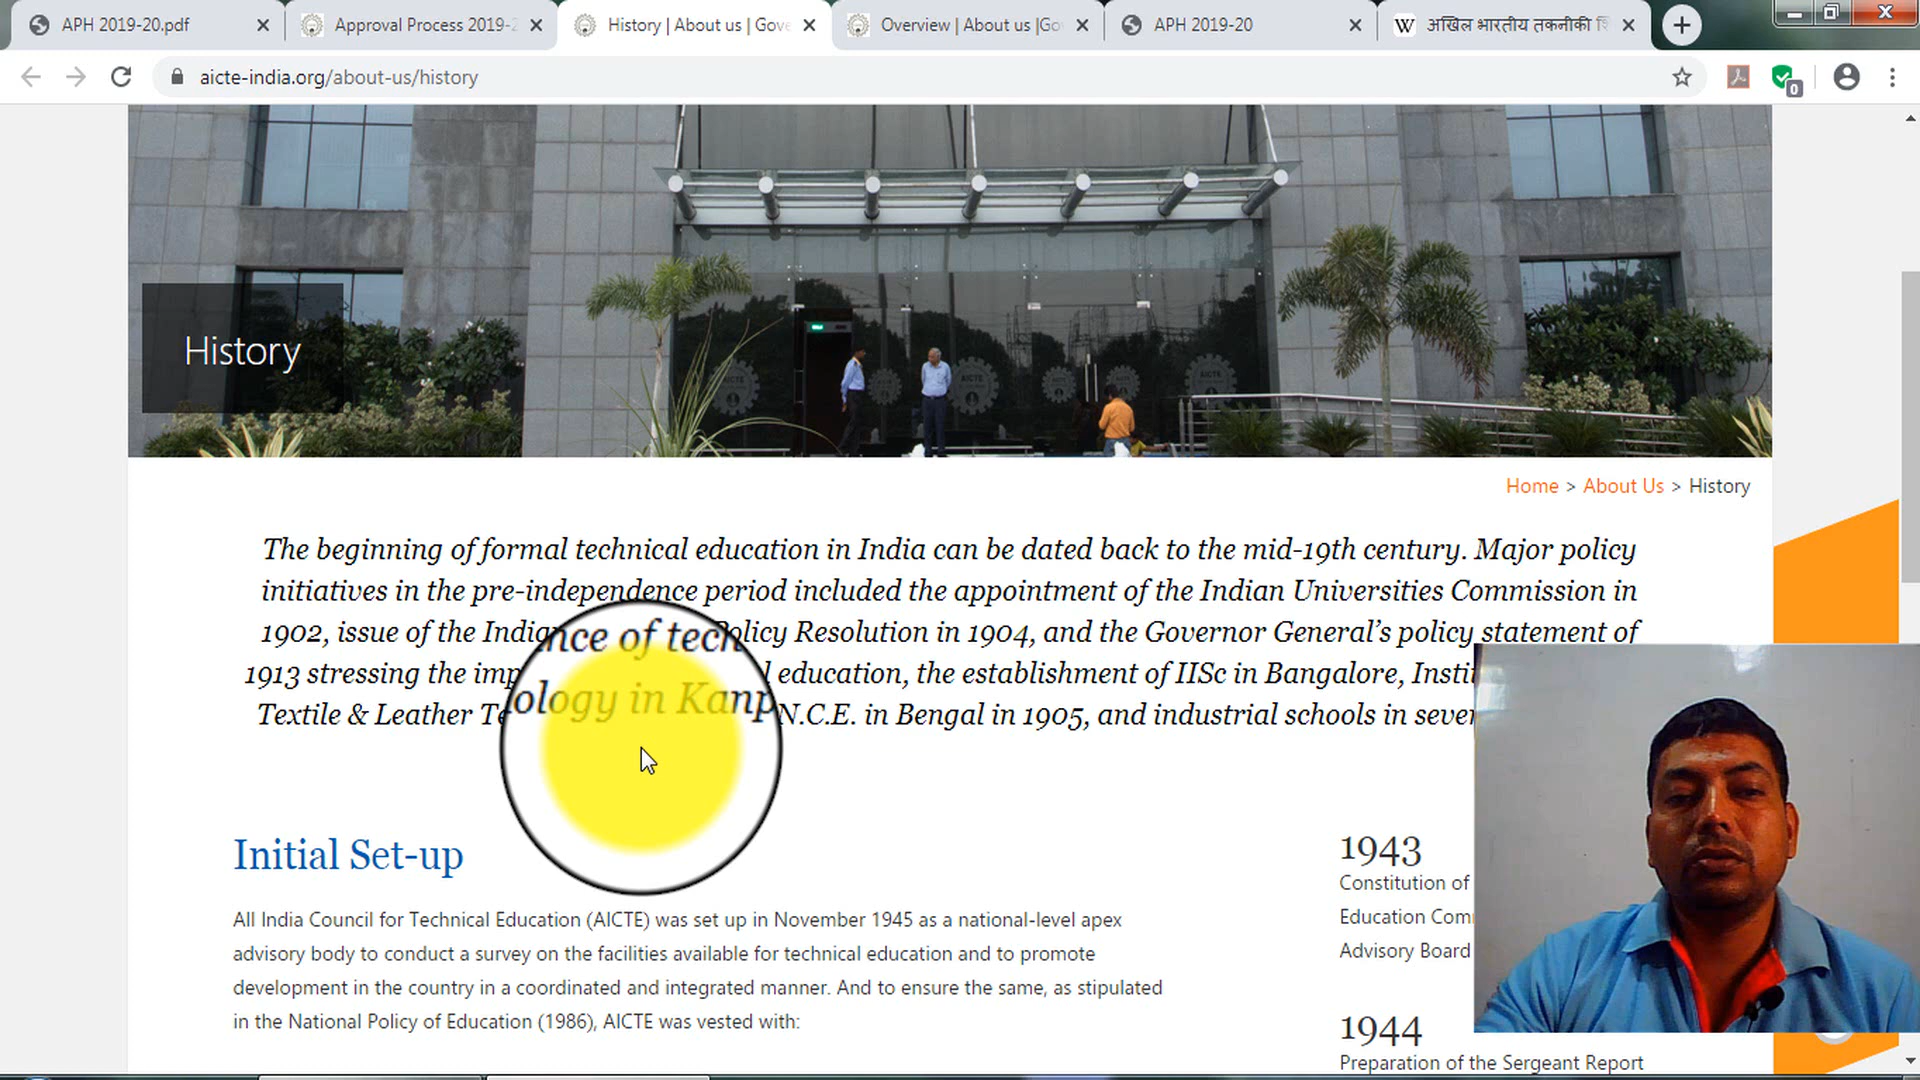 APH 2019-20.pdf
Approval Process 2019-2
History | About us | Gove
Overview | About us |Go
APH 2019-20
अखिल भारतीय तकनीकी शि
aicte-india.org/about-us/history
0
AICTE
AICTE
AICTE
History
Home > About Us > History
The beginning of formal technical education in India can be dated back to the mid-19th century. Major policy
initiatives in the pre-independence period included the appointment of the Indian Universities Commission in
1902, issue of the Indian
nce of tech
Policy Resolution in 1904, and the Governor General's policy statement of
1913 stressing the imp
l education, the establishment of IISc in Bangalore, Insti
Textile & Leather Te
ology in Kanp
N.C.E. in Bengal in 1905, and industrial schools in sever
Initial Set-up
All India Council for Technical Education (AICTE) was set up in November 1945 as a national-level apex
advisory body to conduct a survey on the facilities available for technical education and to promote
development in the country in a coordinated and integrated manner. And to ensure the same, as stipulated
in the National Policy of Education (1986), AICTE was vested with:
1943
Constitution of
Education Com
Advisory Board
1944
Preparation of the Sergeant Report